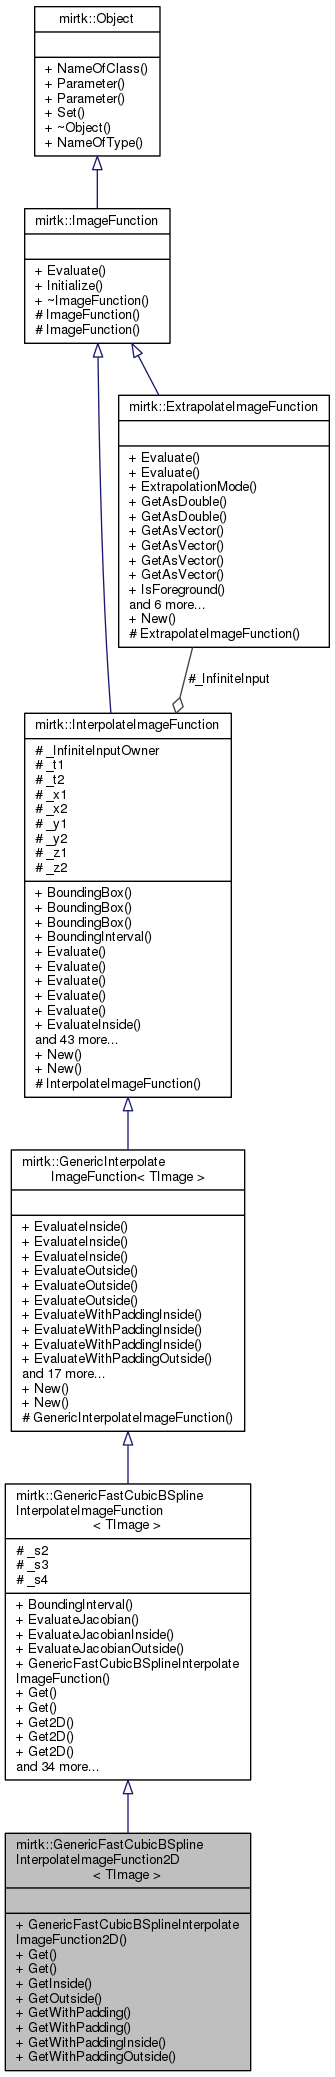 mirtk::Object
+ NameOfClass()
+ Parameter()
+ Parameter()
+ Set()
+ ~Object()
+ NameOfType()
mirtk::ImageFunction
+ Evaluate()
+ Initialize()
+ ~ImageFunction()
# ImageFunction()
# ImageFunction()
mirtk::ExtrapolateImageFunction
+ Evaluate()
+ Evaluate()
+ ExtrapolationMode()
+ GetAsDouble()
+ GetAsDouble()
+ GetAsVector()
+ GetAsVector()
+ GetAsVector()
+ GetAsVector()
+ IsForeground()
and 6 more...
+ New()
# ExtrapolateImageFunction()
#_InfiniteInput
mirtk::InterpolateImageFunction
# _InfiniteInputOwner
# _t1
# _t2
# _x1
# _x2
# _y1
# _y2
# _z1
# _z2
+ BoundingBox()
+ BoundingBox()
+ BoundingBox()
+ BoundingInterval()
+ Evaluate()
+ Evaluate()
+ Evaluate()
+ Evaluate()
+ Evaluate()
+ EvaluateInside()
and 43 more...
+ New()
+ New()
# InterpolateImageFunction()
mirtk::GenericInterpolate
ImageFunction< TImage >
+ EvaluateInside()
+ EvaluateInside()
+ EvaluateInside()
+ EvaluateOutside()
+ EvaluateOutside()
+ EvaluateOutside()
+ EvaluateWithPaddingInside()
+ EvaluateWithPaddingInside()
+ EvaluateWithPaddingInside()
+ EvaluateWithPaddingOutside()
and 17 more...
+ New()
+ New()
# GenericInterpolateImageFunction()
mirtk::GenericFastCubicBSpline
InterpolateImageFunction
< TImage >
# _s2
# _s3
# _s4
+ BoundingInterval()
+ EvaluateJacobian()
+ EvaluateJacobianInside()
+ EvaluateJacobianOutside()
+ GenericFastCubicBSplineInterpolate
ImageFunction()
+ Get()
+ Get()
+ Get2D()
+ Get2D()
+ Get2D()
and 34 more...
mirtk::GenericFastCubicBSpline
InterpolateImageFunction2D
< TImage >
+ GenericFastCubicBSplineInterpolate
ImageFunction2D()
+ Get()
+ Get()
+ GetInside()
+ GetOutside()
+ GetWithPadding()
+ GetWithPadding()
+ GetWithPaddingInside()
+ GetWithPaddingOutside()